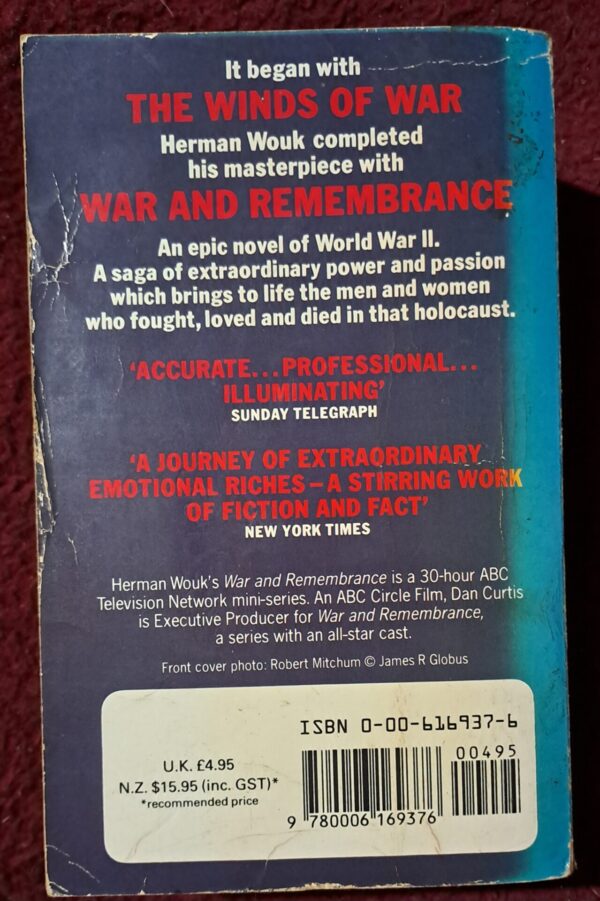 It began with
THE WINDS OF WAR
Herman Wouk completed
his masterpiece with
WAR AND REMEMBRANCE
An epic novel of World War II.
A saga of extraordinary power and passion
which brings to life the men and women
who fought, loved and died in that holocaust.
‘ACCURATE...PROFESSIONAL...
ILLUMINATING’
SUNDAY TELEGRAPH
‘A JOURNEY OF EXTRAORDINARY
EMOTIONAL RICHES – A STIRRING WORK
OF FICTION AND FACT’
NEW YORK TIMES
Herman Wouk's War and Remembrance is a 30-hour ABC
Television Network mini-series. An ABC Circle Film, Dan Curtis
is Executive Producer for War and Remembrance,
a series with an all-star cast.
Front cover photo: Robert Mitchum © James R Globus
ISBN 0-00-616937-6
00495
U.K. £4.95
N.Z. $15.95 (inc. GST)*
*recommended price
9 780006 169376